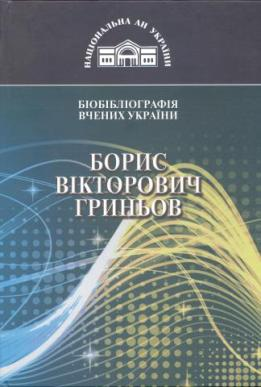 НАЦІОНАЛЬНА АН УКРАЇНИ
БІОБІБЛІОГРАФІЯ
ВЧЕНИХ УКРАЇНИ
БОРИС
ВІКТОРОВИЧ
ГРИНЬОВ